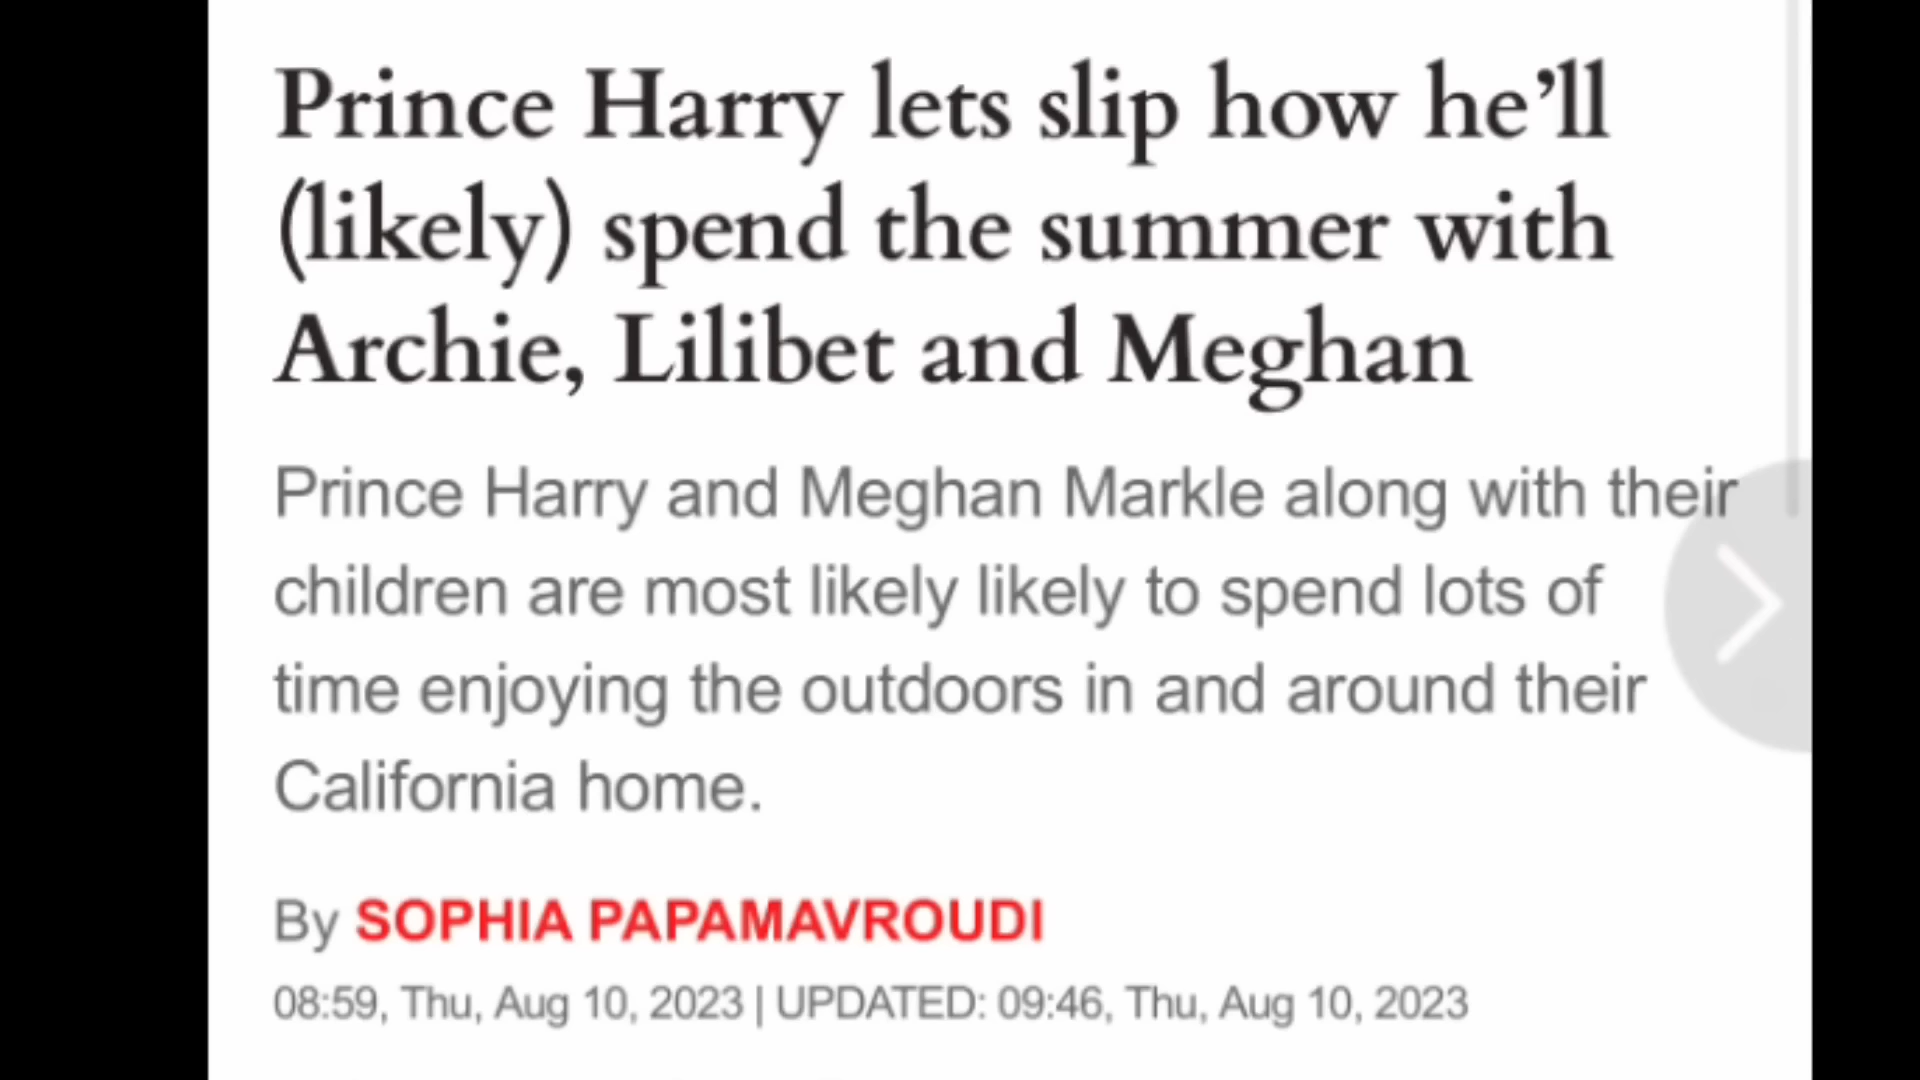 Prince Harry lets slip how he’ll
(likely) spend the summer with
Archie, Lilibet and Meghan
Prince Harry and Meghan Markle along with their
children are most likely likely to spend lots of
time enjoying the outdoors in and around their
California home.
By SOPHIA PAPAMAVROUDI
08:59, Thu, Aug 10, 2023 | UPDATED: 09:46, Thu, Aug 10, 2023